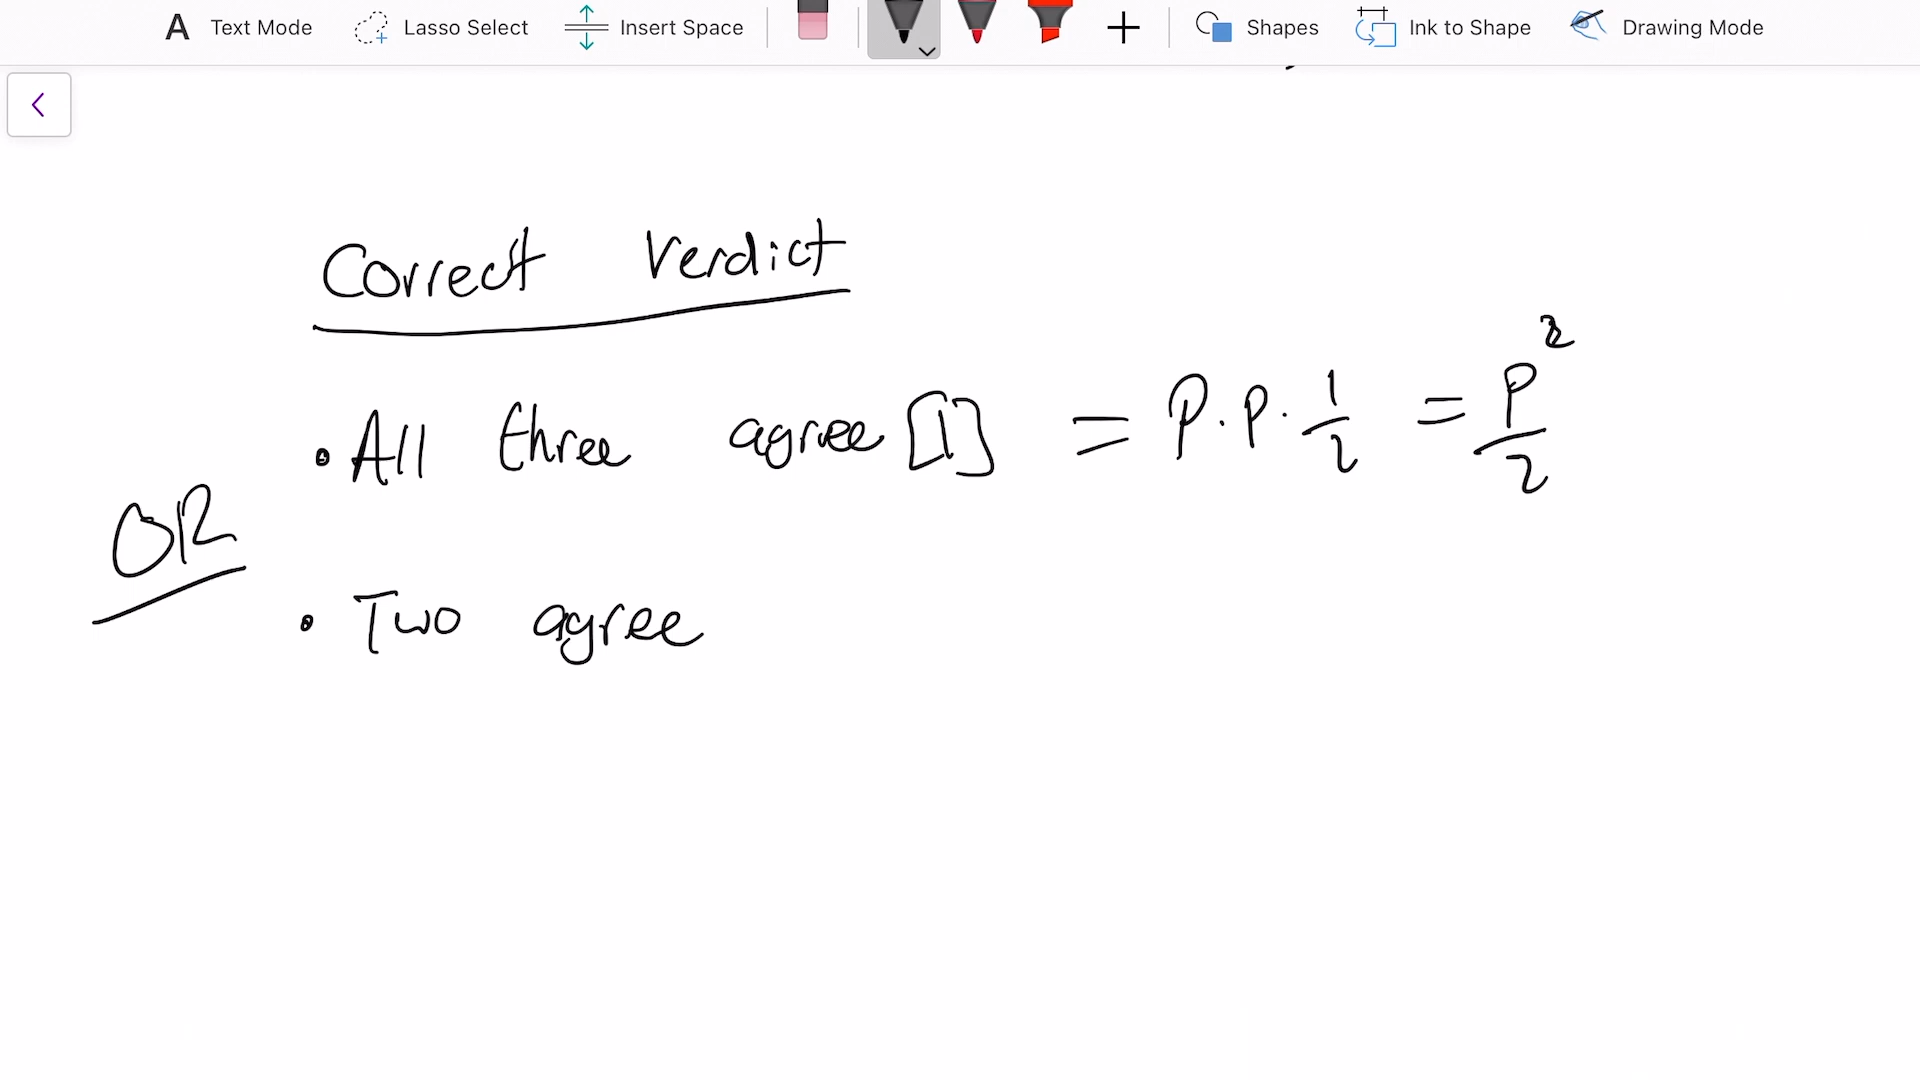 Text Mode Lasso Select Insert Space Shapes Ink to Shape Drawing Mode
Correct Verdict
• All three agree [1] = P · P · 1/2 = P²/2
OR
• Two agree